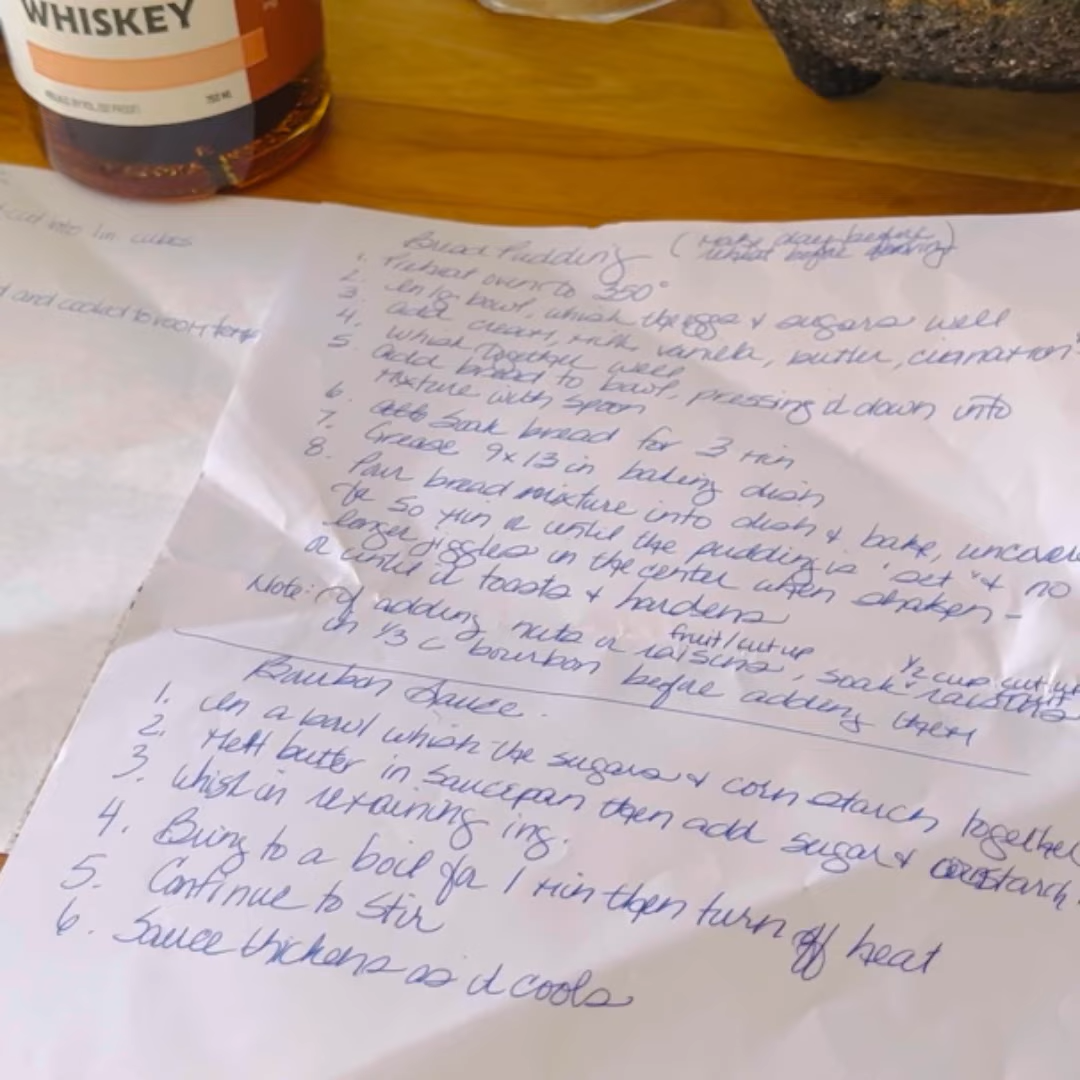 WHISKEY
750 ML
cut into 1in cubes
and cooled to room temp
Bread Pudding (Make day before
reheat before serving)
1. Preheat oven to 350°
2. In lg. bowl, whisk the eggs & sugars well
3. add cream, milk, vanilla, butter, cinnamon
4. whisk together well
5. add bread to bowl, pressing it down into
mixture with spoon
6. Soak bread for 3 min
7. Grease 9x13 in baking dish
8. Pour bread mixture into dish & bake, uncove
for 50 min or until the pudding is "set" & no
longer jiggles in the center when shaken -
or until it toasts & hardens
Note: If adding nuts or fruit/cut up raisins, soak 1/2 cup cut up raisins
in 1/3 c bourbon before adding them
Bourbon Sauce.
1. In a bowl whisk the sugars & corn starch together
2. Melt butter in saucepan then add sugar & cornstarch.
3. Whisk in remaining ing.
4. Bring to a boil for 1 min then turn off heat
5. Continue to stir
6. Sauce thickens as it cools